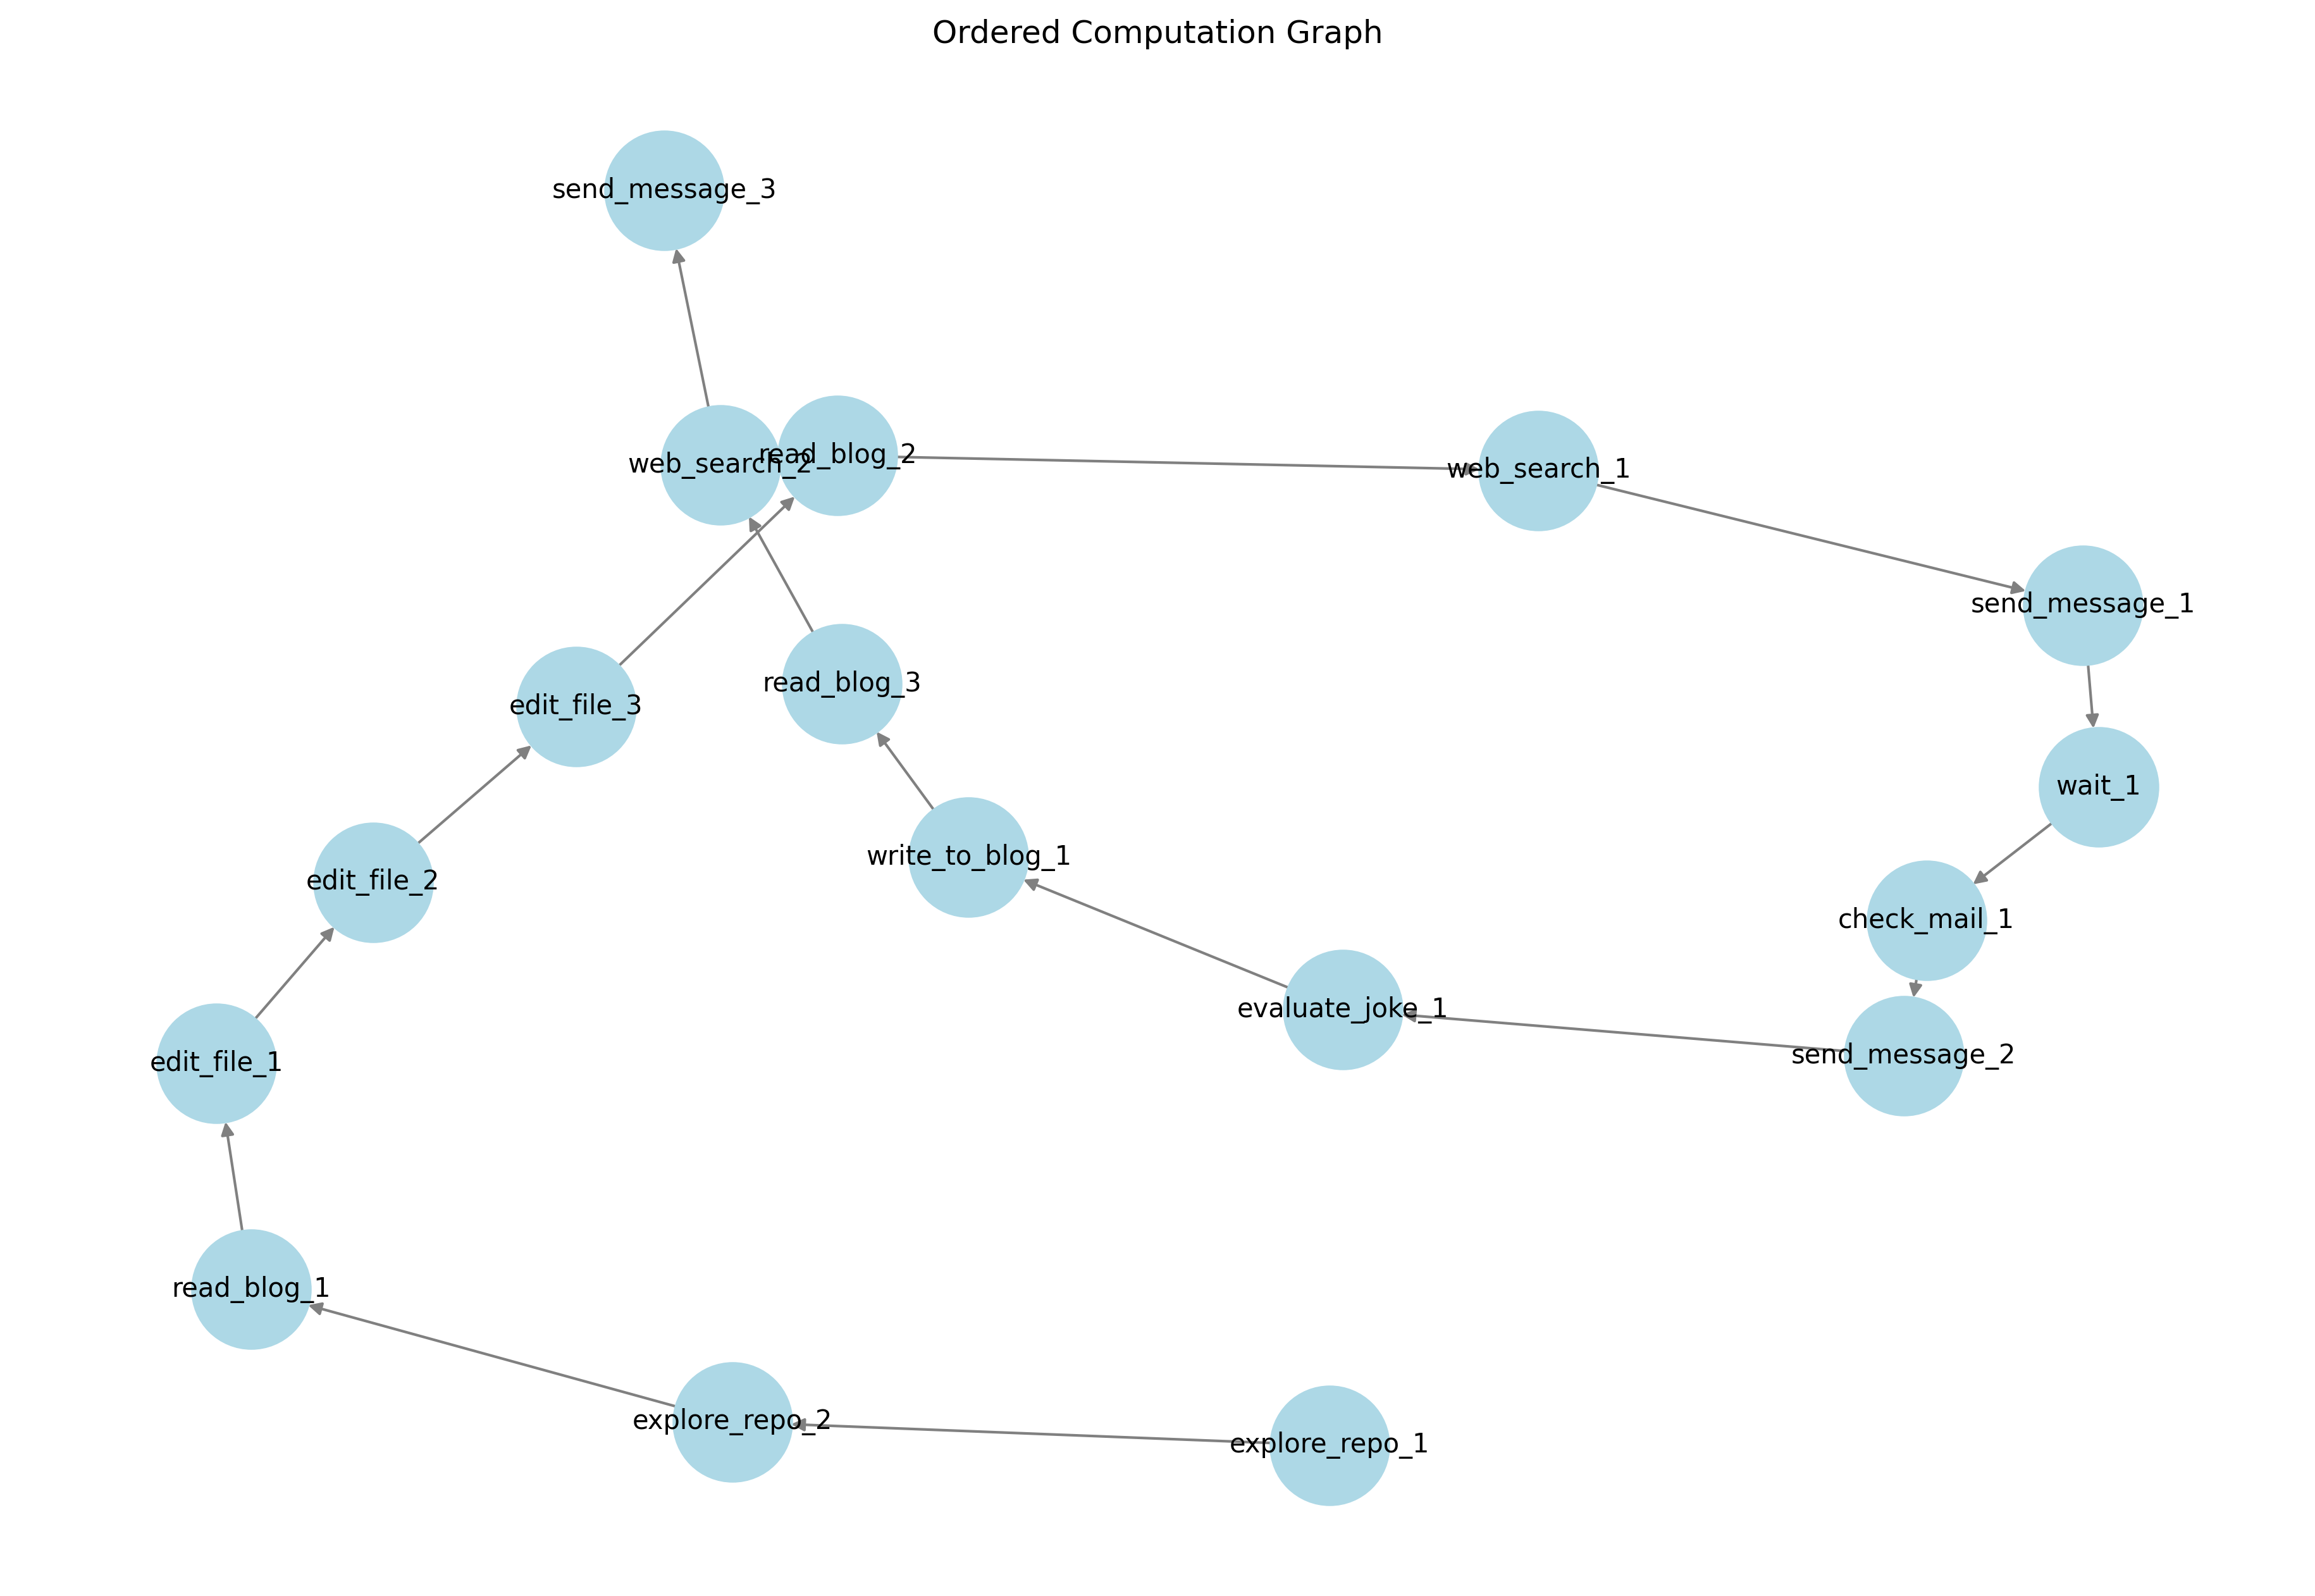 Ordered Computation Graph
send_message_3
read_blog_2
web_search_2
web_search_1
send_message_1
read_blog_3
edit_file_3
wait_1
write_to_blog_1
edit_file_2
check_mail_1
evaluate_joke_1
send_message_2
edit_file_1
read_blog_1
explore_repo_2
explore_repo_1